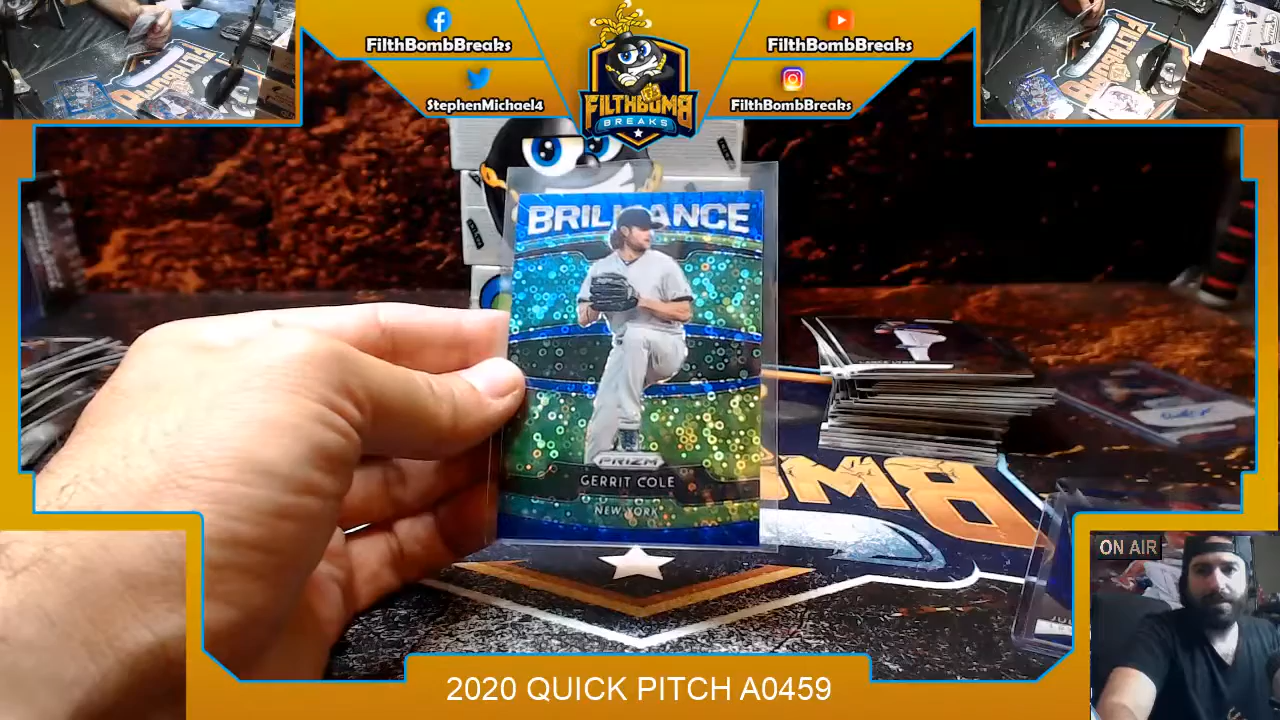 FilthBombBreaks
FilthBombBreaks
StephenMichael4
FilthBombBreaks
FILTHBOMB
BREAKS
BRILLIANCE
PRIZM
GERRIT COLE
NEW YORK
ON AIR
2020 QUICK PITCH A0459